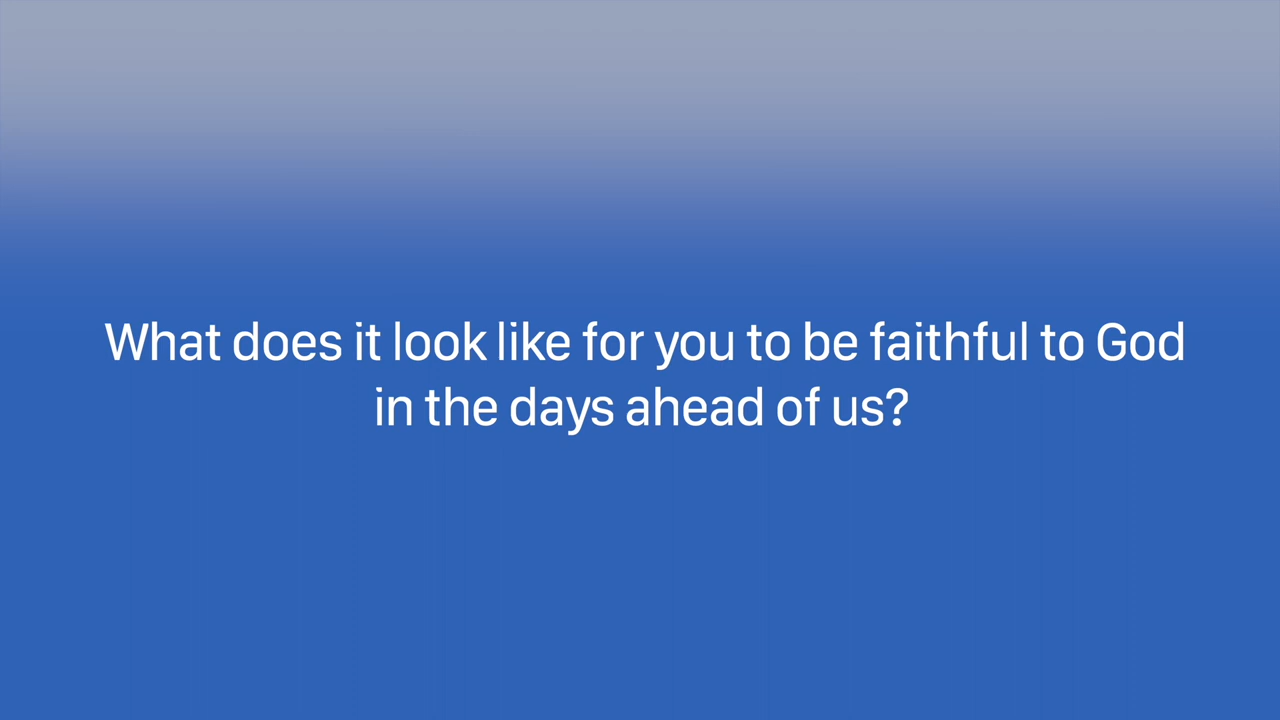 What does it look like for you to be faithful to God
in the days ahead of us?